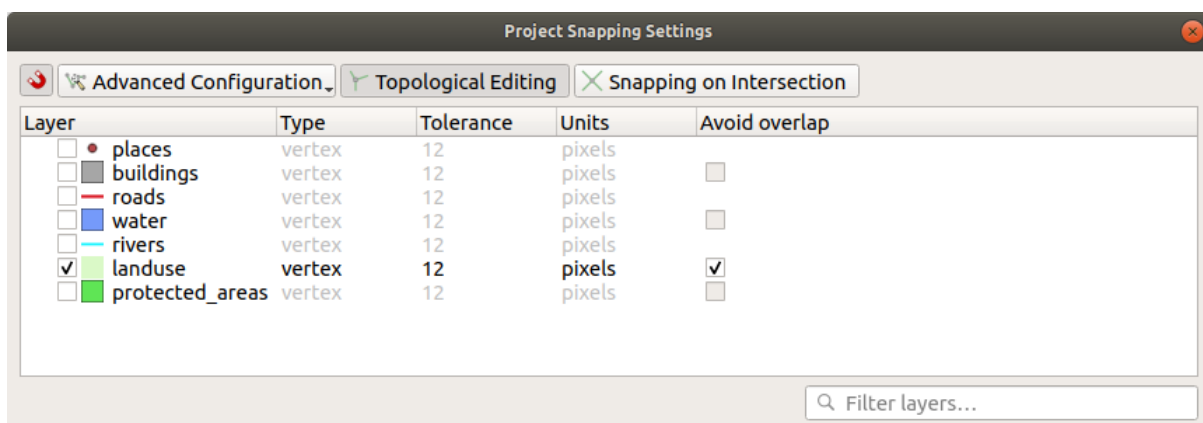 Project Snapping Settings
Advanced Configuration Topological Editing Snapping on Intersection
Layer Type Tolerance Units Avoid overlap
places vertex 12 pixels
buildings vertex 12 pixels
roads vertex 12 pixels
water vertex 12 pixels
rivers vertex 12 pixels
landuse vertex 12 pixels
protected_areas vertex 12 pixels
Filter layers...